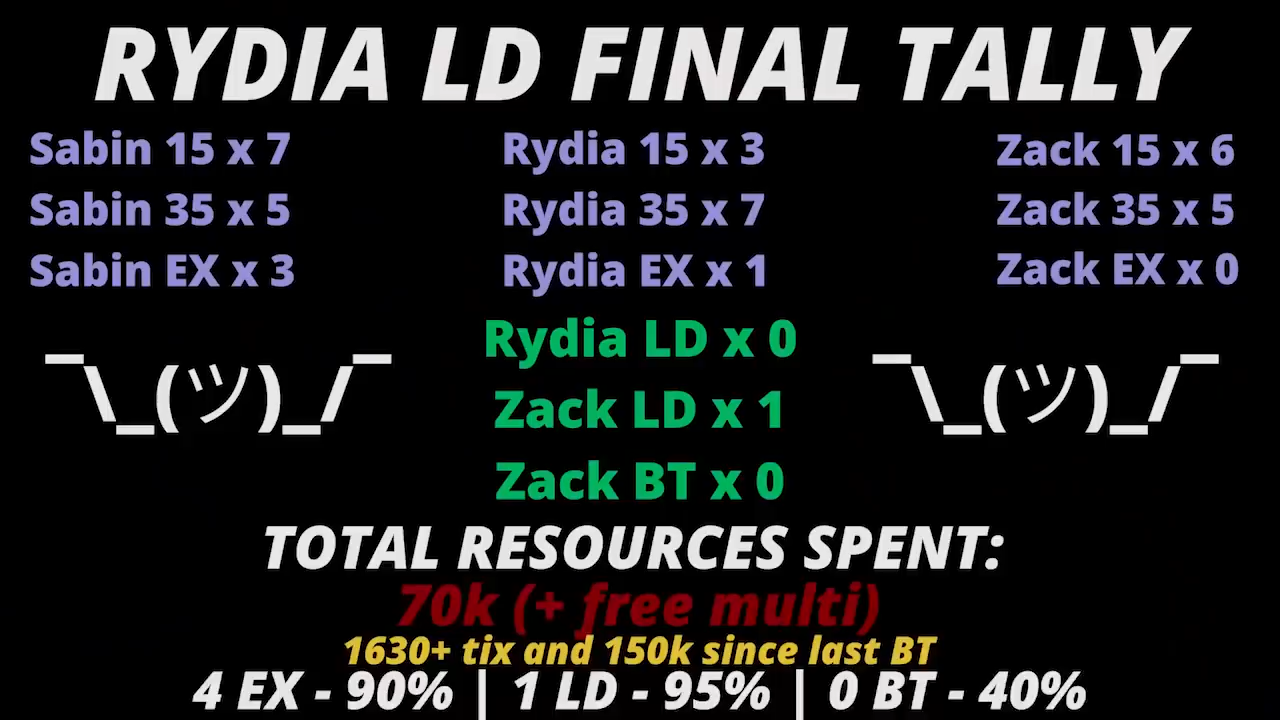 RYDIA LD FINAL TALLY
Sabin 15 x 7
Sabin 35 x 5
Sabin EX x 3
Rydia 15 x 3
Rydia 35 x 7
Rydia EX x 1
Zack 15 x 6
Zack 35 x 5
Zack EX x 0
Rydia LD x 0
Zack LD x 1
Zack BT x 0
¯\_(ツ)_/¯
¯\_(ツ)_/¯
TOTAL RESOURCES SPENT:
70k (+ free multi)
1630+ tix and 150k since last BT
4 EX - 90% | 1 LD - 95% | 0 BT - 40%